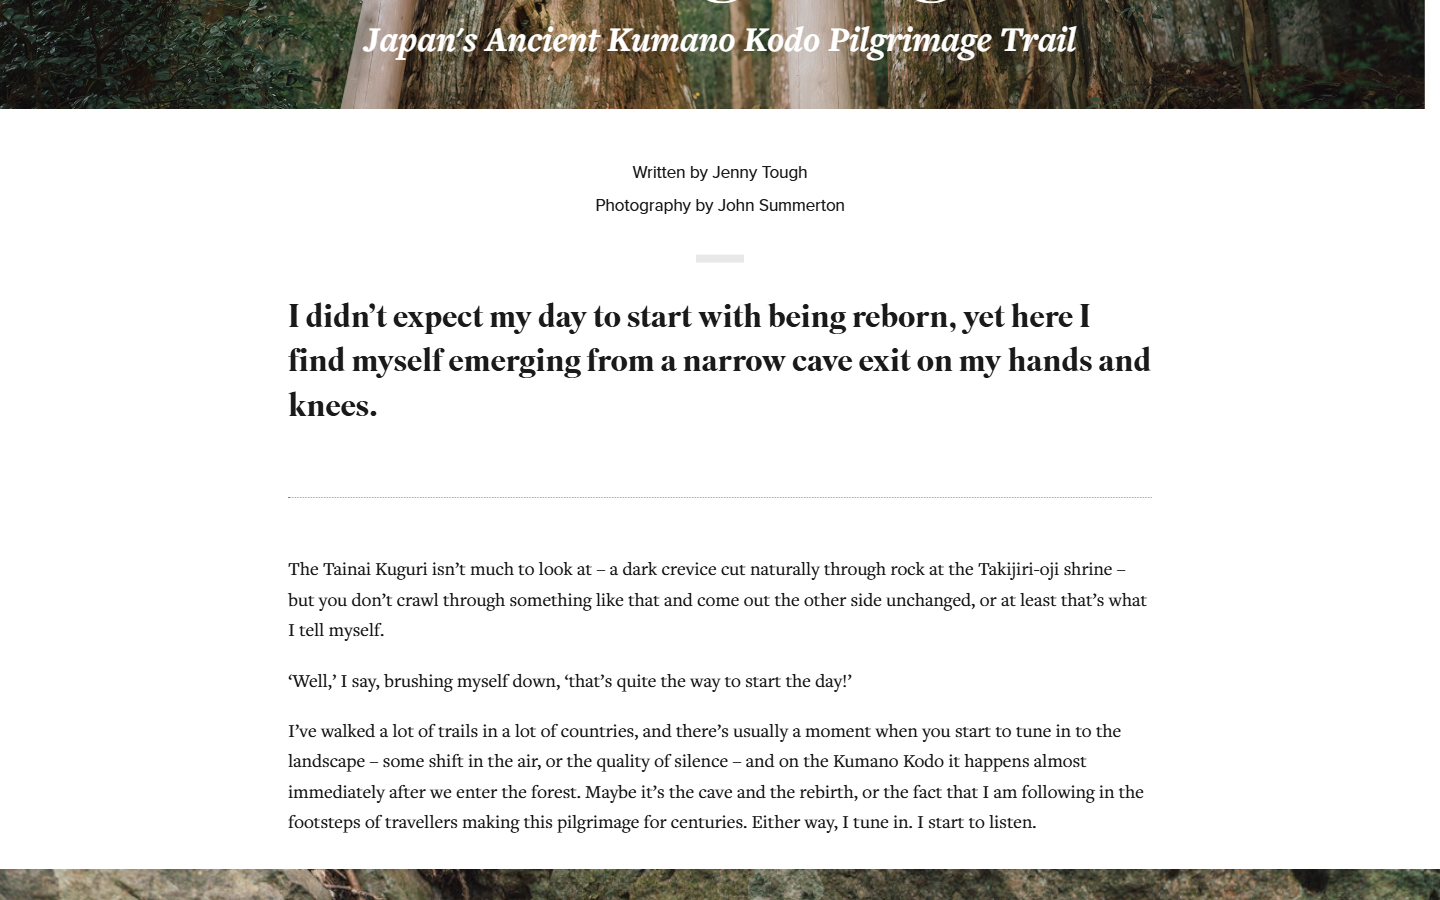 Japan's Ancient Kumano Kodo Pilgrimage Trail
Written by Jenny Tough
Photography by John Summerton
I didn’t expect my day to start with being reborn, yet here I
find myself emerging from a narrow cave exit on my hands and
knees.
The Tainai Kuguri isn’t much to look at – a dark crevice cut naturally through rock at the Takijiri-oji shrine –
but you don’t crawl through something like that and come out the other side unchanged, or at least that’s what
I tell myself.
‘Well,’ I say, brushing myself down, ‘that’s quite the way to start the day!’
I’ve walked a lot of trails in a lot of countries, and there’s usually a moment when you start to tune in to the
landscape – some shift in the air, or the quality of silence – and on the Kumano Kodo it happens almost
immediately after we enter the forest. Maybe it’s the cave and the rebirth, or the fact that I am following in the
footsteps of travellers making this pilgrimage for centuries. Either way, I tune in. I start to listen.